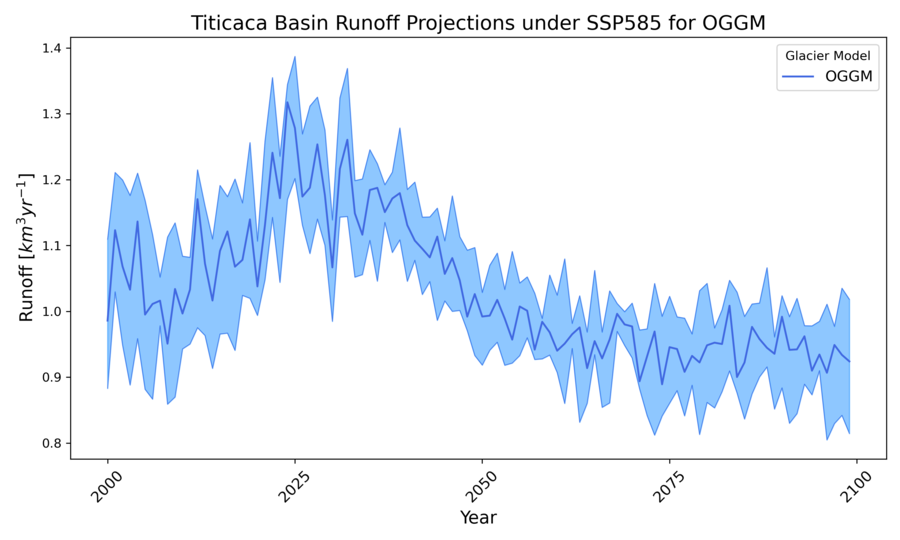 Titicaca Basin Runoff Projections under SSP585 for OGGM
Glacier Model
OGGM
Runoff [km³yr⁻¹]
1.4
1.3
1.2
1.1
1.0
0.9
0.8
2000
2025
2050
2075
2100
Year